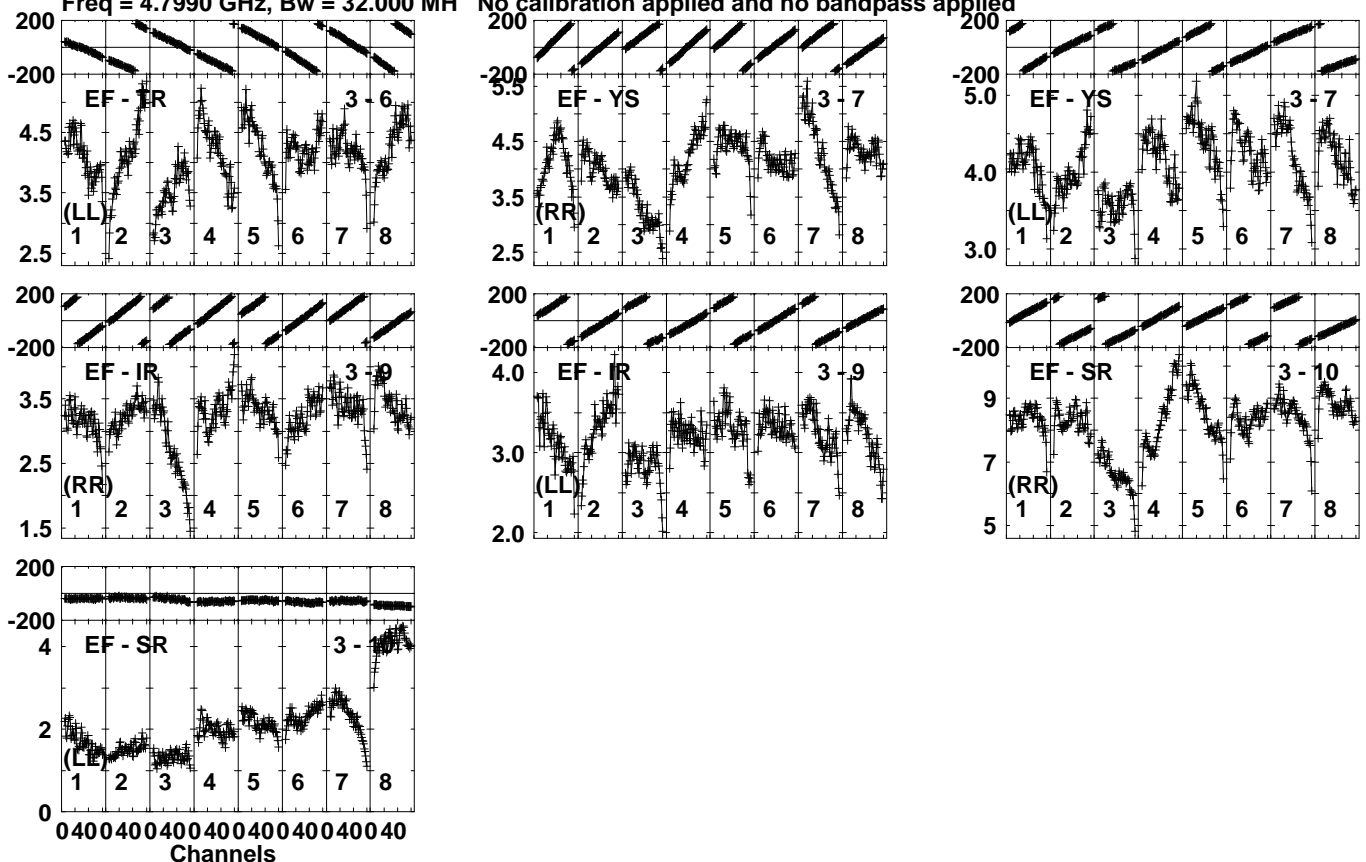 Freq = 4.7990 GHz, Bw = 32.000 MH No calibration applied and no bandpass applied
200
-200
EF - TR 3 - 6
4.5
3.5
2.5
(LL)
1 2 3 4 5 6 7 8
200
-200
5.5
EF - YS 3 - 7
4.5
3.5
2.5
(RR)
1 2 3 4 5 6 7 8
200
-200
5.0
EF - YS 3 - 7
4.0
3.0
(LL)
1 2 3 4 5 6 7 8
200
-200
EF - IR 3 - 9
3.5
2.5
1.5
(RR)
1 2 3 4 5 6 7 8
200
-200
4.0
EF - IR 3 - 9
3.0
2.0
(LL)
1 2 3 4 5 6 7 8
200
-200
EF - SR 3 - 10
9
7
5
(RR)
1 2 3 4 5 6 7 8
200
-200
EF - SR 3 - 10
4
2
0
(LL)
1 2 3 4 5 6 7 8
0 40 0 40 0 40 0 40 0 40 0 40 0 40 0 40
Channels